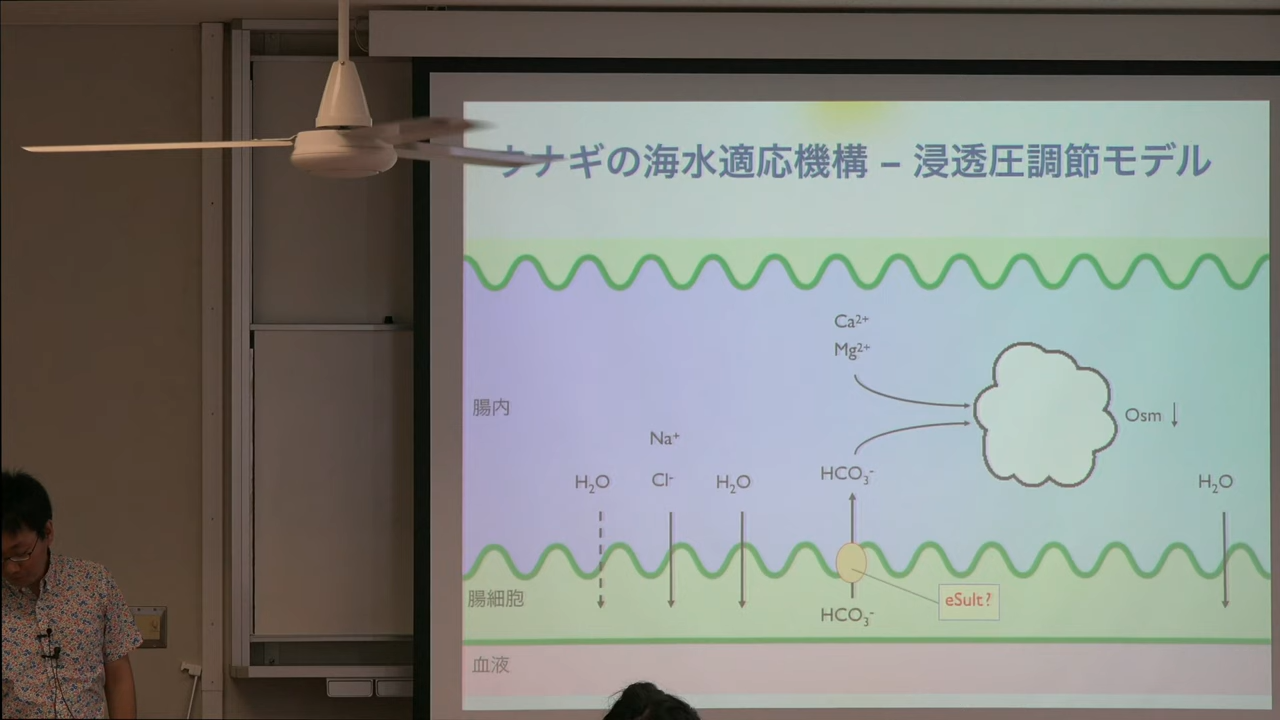 ウナギの海水適応機構 – 浸透圧調節モデル
Ca²⁺
Mg²⁺
腸内
Osm ↓
Na⁺
HCO₃⁻
H₂O
Cl⁻
H₂O
H₂O
腸細胞
eSult?
HCO₃⁻
血液